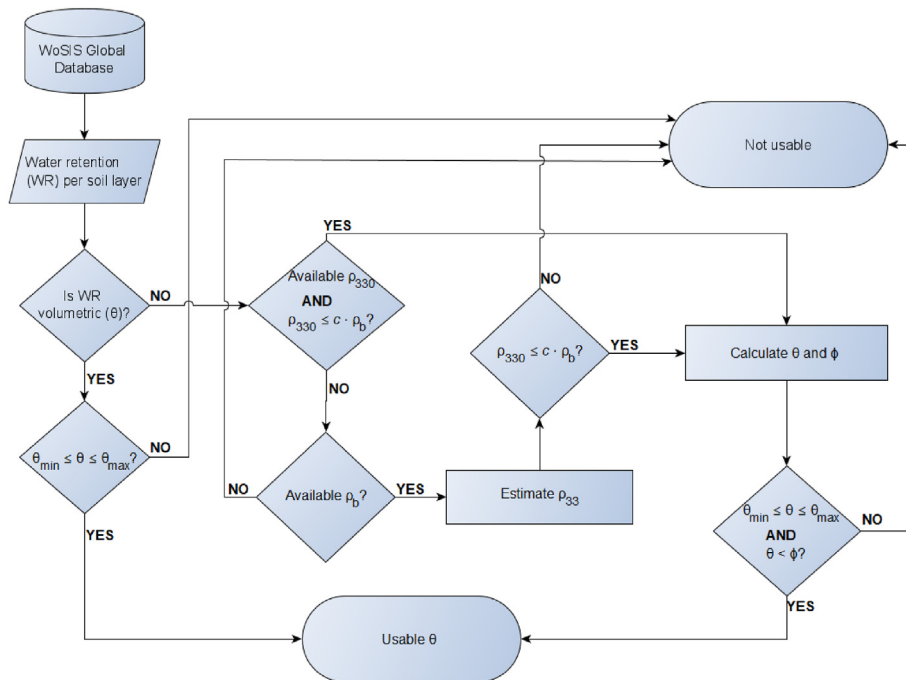 WoSIS Global
Database
Water retention
(WR) per soil layer
Not usable
YES
Is WR
volumetric (θ)?
NO
Available ρ330
AND
ρ330 ≤ c · ρb?
NO
ρ330 ≤ c · ρb?
YES
Calculate θ and ϕ
YES
NO
θmin ≤ θ ≤ θmax?
NO
NO
Available ρb?
YES
Estimate ρ33
θmin ≤ θ ≤ θmax
AND
θ < ϕ?
NO
YES
YES
Usable θ